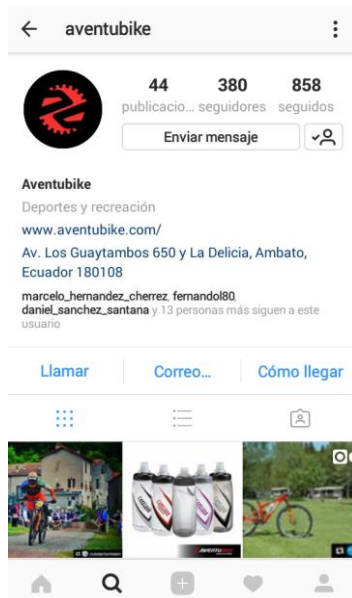 aventubike
44 380 858
publicacio... seguidores seguidos
Enviar mensaje
Aventubike
Deportes y recreación
www.aventubike.com/
Av. Los Guaytambos 650 y La Delicia, Ambato,
Ecuador 180108
marcelo_hernandez_cherrez, fernandol80,
daniel_sanchez_santana y 13 personas más siguen a este
usuario
Llamar Correo... Cómo llegar